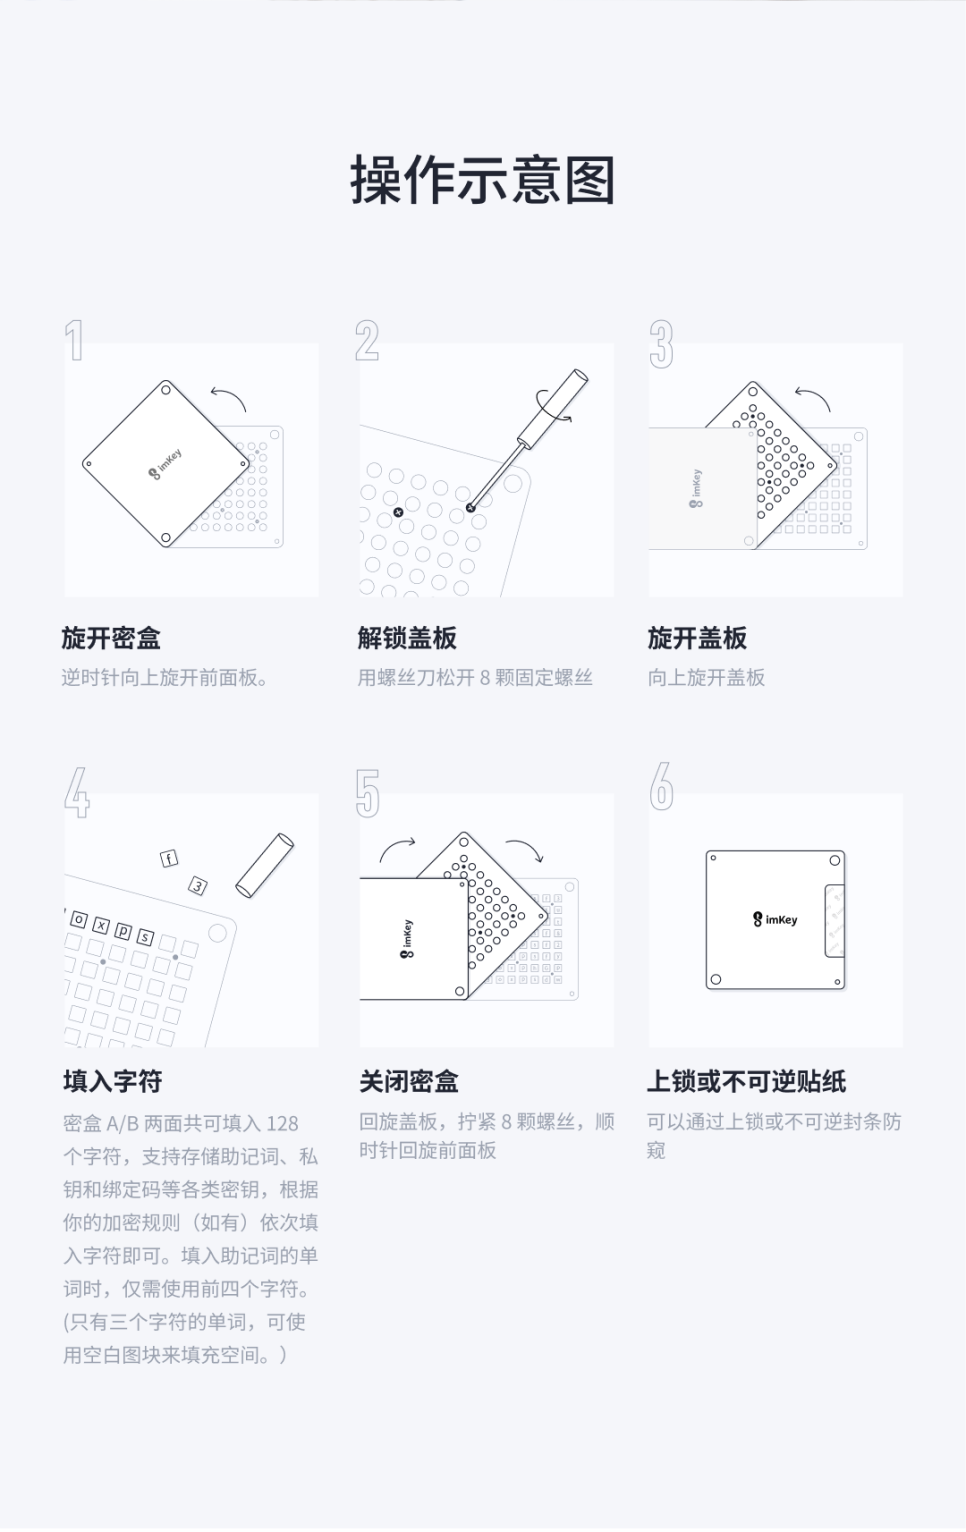 操作示意图
1
2
3
imKey
imKey
旋开密盒
解锁盖板
旋开盖板
逆时针向上旋开前面板。
用螺丝刀松开 8 颗固定螺丝
向上旋开盖板
4
5
6
f
3
o x p s
imKey
imKey
填入字符
密盒 A/B 两面共可填入 128
个字符，支持存储助记词、私
钥和绑定码等各类密钥，根据
你的加密规则（如有）依次填
入字符即可。填入助记词的单
词时，仅需使用前四个字符。
(只有三个字符的单词，可使
用空白图块来填充空间。）
关闭密盒
回旋盖板，拧紧 8 颗螺丝，顺
时针回旋前面板
上锁或不可逆贴纸
可以通过上锁或不可逆封条防
窥